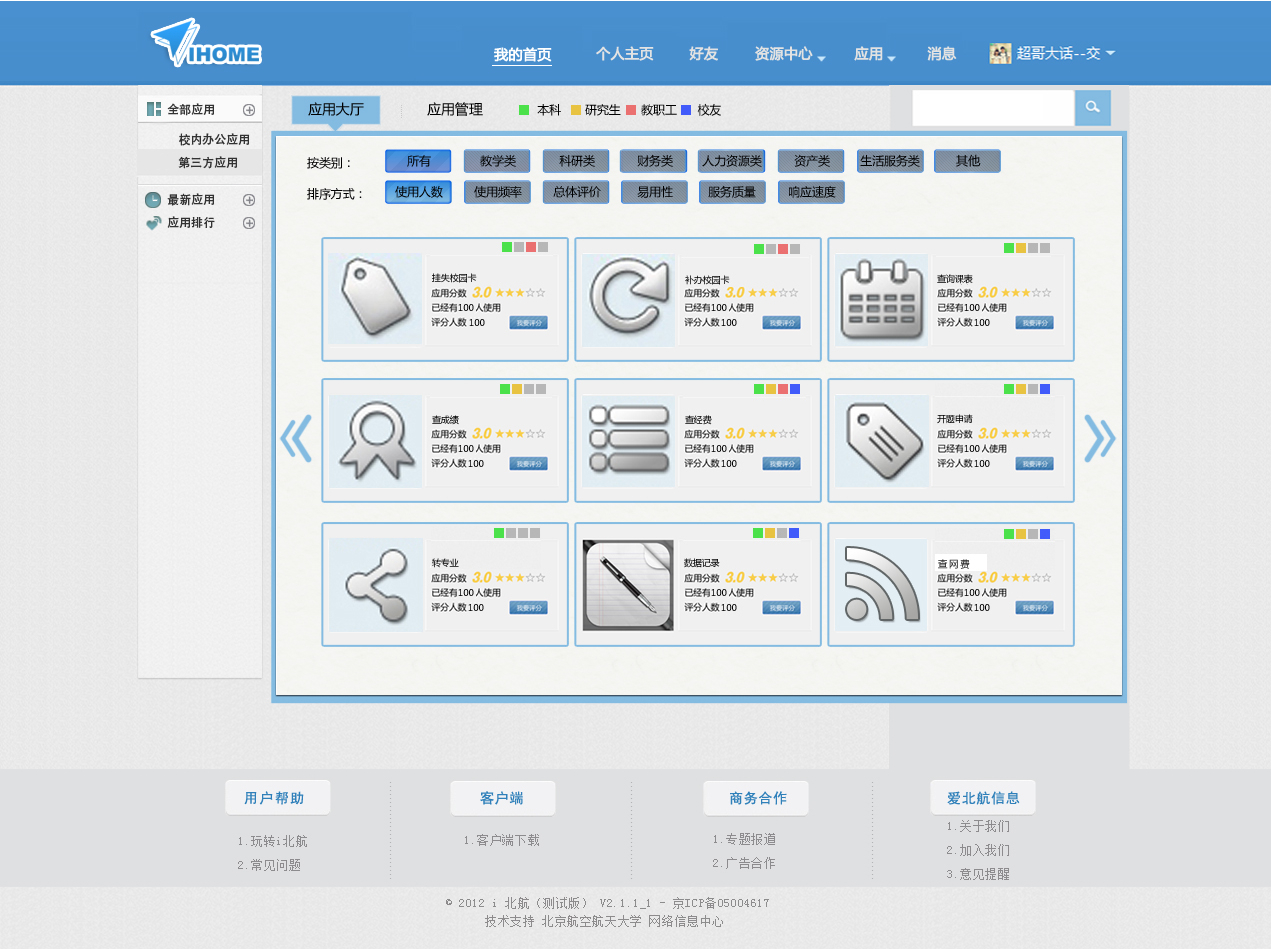 IHOME
我的首页 个人主页 好友 资源中心 应用 消息 超哥大话--交
全部应用
校内办公应用
第三方应用
最新应用
应用排行
应用大厅 应用管理 本科 研究生 教职工 校友
按类别： 所有 教学类 科研类 财务类 人力资源类 资产类 生活服务类 其他
排序方式： 使用人数 使用频率 总体评价 易用性 服务质量 响应速度
挂失校园卡
应用分数 3.0
已经有100人使用
评分人数 100 我要评分
补办校园卡
应用分数 3.0
已经有100人使用
评分人数 100 我要评分
查询课表
应用分数 3.0
已经有100人使用
评分人数 100 我要评分
查成绩
应用分数 3.0
已经有100人使用
评分人数 100 我要评分
查经费
应用分数 3.0
已经有100人使用
评分人数 100 我要评分
开题申请
应用分数 3.0
已经有100人使用
评分人数 100 我要评分
转专业
应用分数 3.0
已经有100人使用
评分人数 100 我要评分
数据记录
应用分数 3.0
已经有100人使用
评分人数 100 我要评分
查网费
应用分数 3.0
已经有100人使用
评分人数 100 我要评分
用户帮助
1.玩转i北航
2.常见问题
客户端
1.客户端下载
商务合作
1.专题报道
2.广告合作
爱北航信息
1.关于我们
2.加入我们
3.意见提醒
© 2012 i 北航（测试版） V2.1.1_1 - 京ICP备05004617
技术支持 北京航空航天大学 网络信息中心